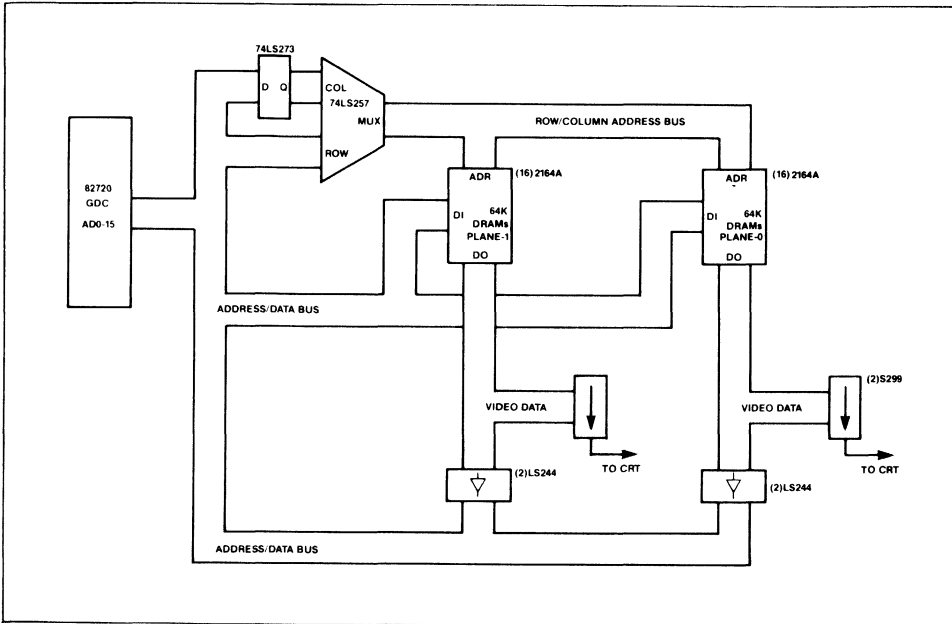 74LS273
D Q
COL
74LS257
MUX
ROW
82720
GDC
AD0-15
ROW/COLUMN ADDRESS BUS
ADR
(16) 2164A
DI
64K
DRAMs
PLANE-1
DO
ADR
(16) 2164A
DI
64K
DRAMs
PLANE-0
DO
ADDRESS/DATA BUS
VIDEO DATA
TO CRT
(2)S299
VIDEO DATA
TO CRT
(2)LS244
(2)LS244
ADDRESS/DATA BUS